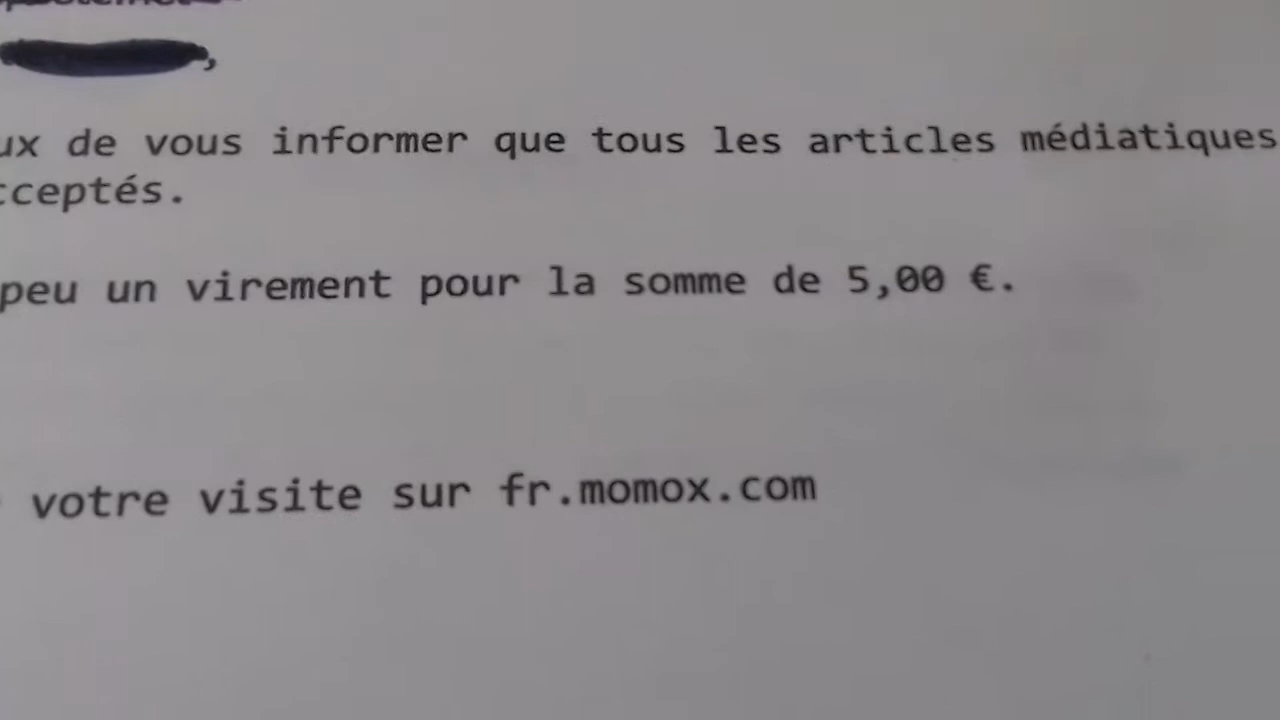 ,
ux de vous informer que tous les articles médiatiques
cceptés.
peu un virement pour la somme de 5,00 €.
votre visite sur fr.momox.com